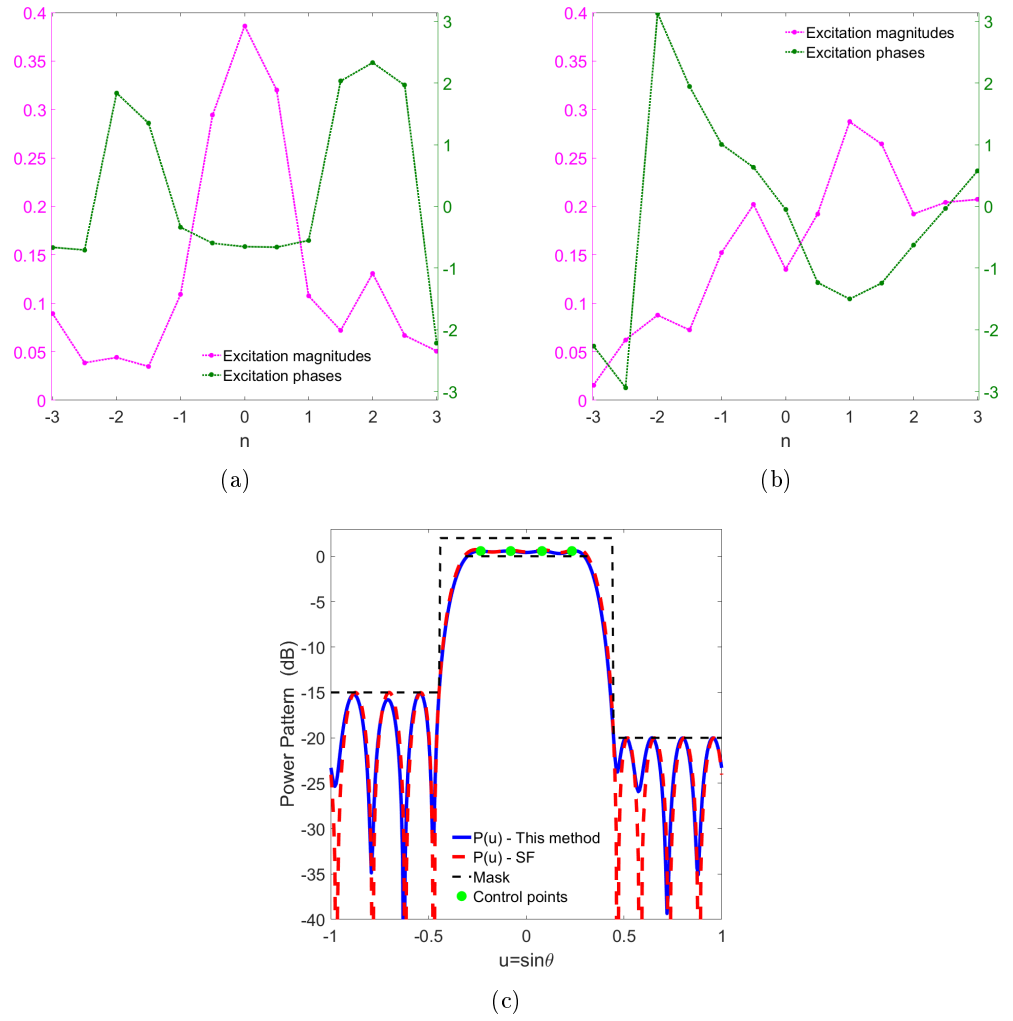 0.4
0.35
0.3
0.25
0.2
0.15
0.1
0.05
0
3
2
1
0
-1
-2
-3
Excitation magnitudes
Excitation phases
-3 -2 -1 0 1 2 3
n
(a)
0.4
0.35
0.3
0.25
0.2
0.15
0.1
0.05
0
3
2
1
0
-1
-2
-3
Excitation magnitudes
Excitation phases
-3 -2 -1 0 1 2 3
n
(b)
Power Pattern (dB)
0
-5
-10
-15
-20
-25
-30
-35
-40
P(u) - This method
P(u) - SF
Mask
Control points
-1 -0.5 0 0.5 1
u=sinθ
(c)